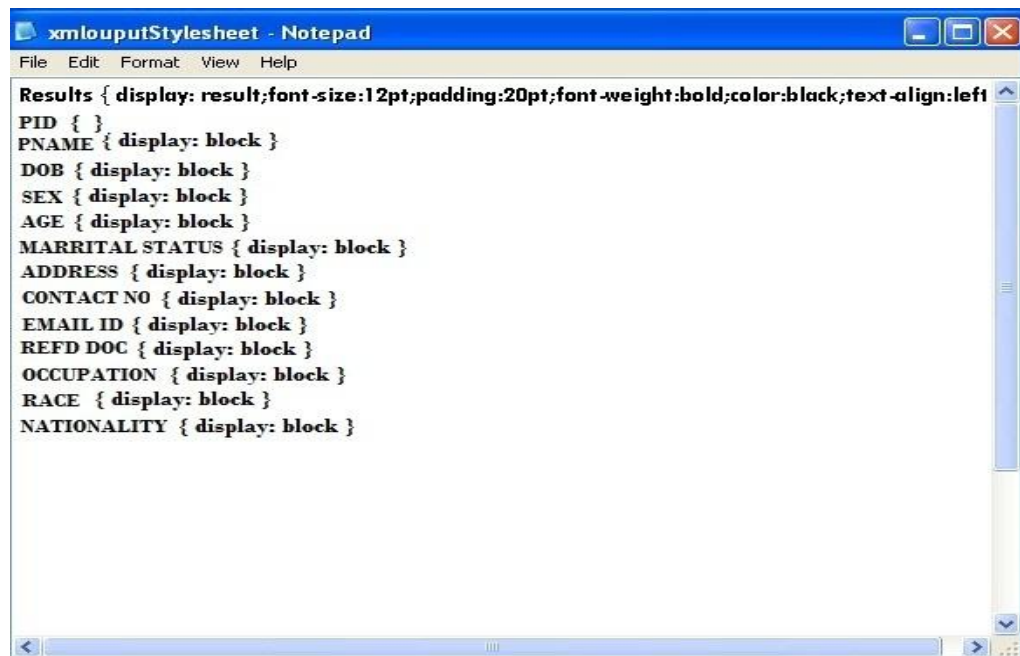 xmlouputStylesheet - Notepad
File Edit Format View Help
Results { display: result;font-size:12pt;padding:20pt;font-weight:bold;color:black;text-align:left
PID { }
PNAME { display: block }
DOB { display: block }
SEX { display: block }
AGE { display: block }
MARRITAL STATUS { display: block }
ADDRESS { display: block }
CONTACT NO { display: block }
EMAIL ID { display: block }
REFD DOC { display: block }
OCCUPATION { display: block }
RACE { display: block }
NATIONALITY { display: block }